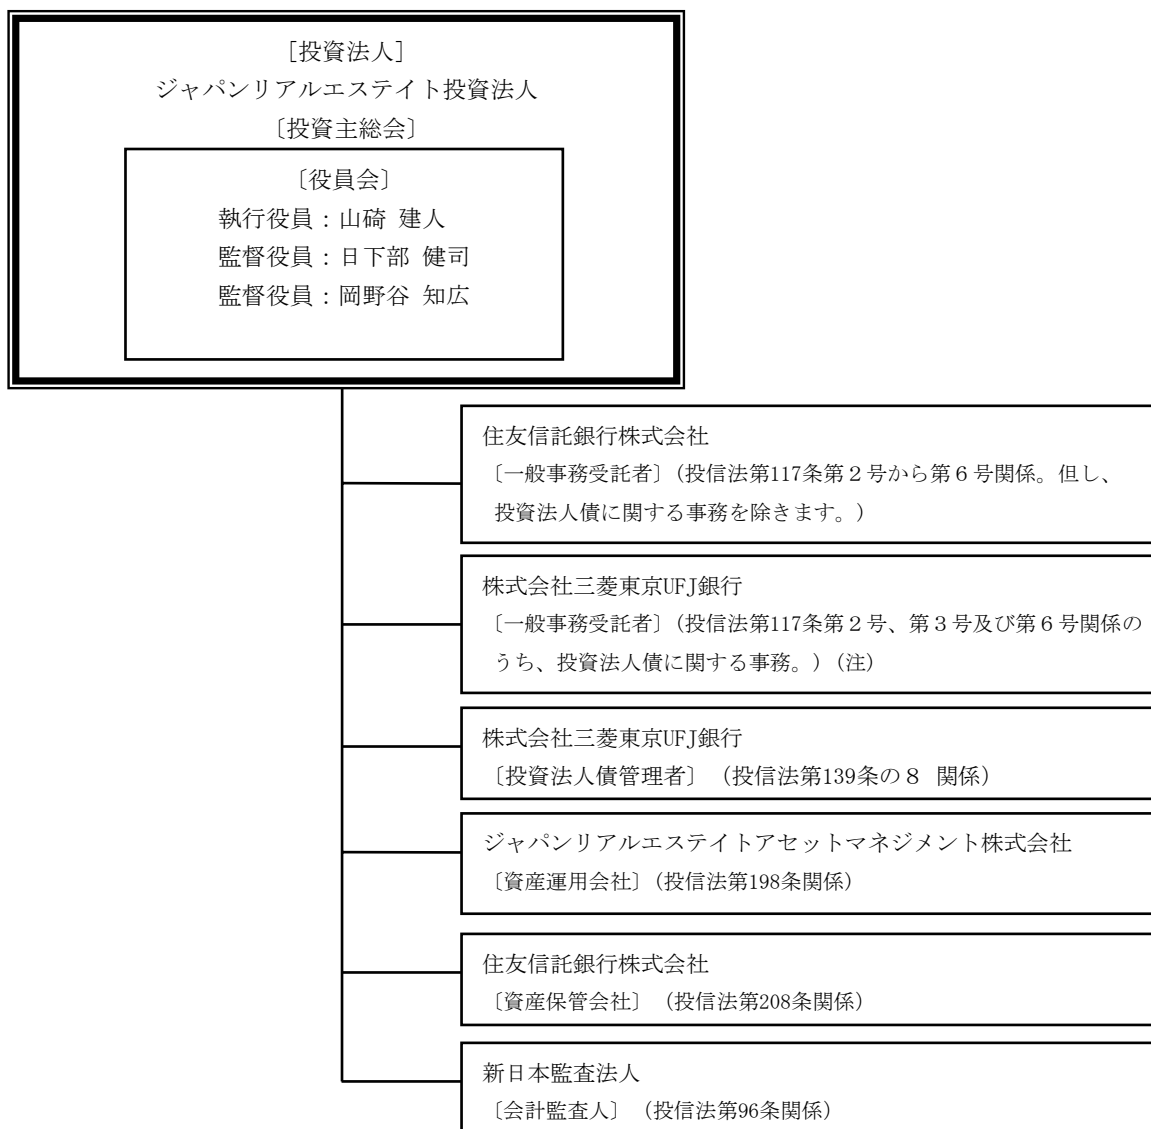 ［投資法人］
ジャパンリアルエステイト投資法人
〔投資主総会〕
〔役員会〕
執行役員：山碕 建人
監督役員：日下部 健司
監督役員：岡野谷 知広
住友信託銀行株式会社
〔一般事務受託者〕（投信法第117条第２号から第６号関係。但し、
投資法人債に関する事務を除きます。）
株式会社三菱東京UFJ銀行
〔一般事務受託者〕（投信法第117条第２号、第３号及び第６号関係の
うち、投資法人債に関する事務。）（注）
株式会社三菱東京UFJ銀行
〔投資法人債管理者〕（投信法第139条の８ 関係）
ジャパンリアルエステイトアセットマネジメント株式会社
〔資産運用会社〕（投信法第198条関係）
住友信託銀行株式会社
〔資産保管会社〕（投信法第208条関係）
新日本監査法人
〔会計監査人〕（投信法第96条関係）